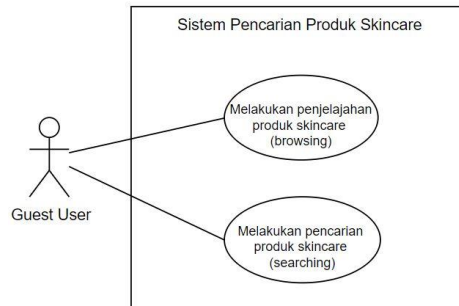 Sistem Pencarian Produk Skincare
Melakukan penjelajahan
produk skincare
(browsing)
Guest User
Melakukan pencarian
produk skincare
(searching)